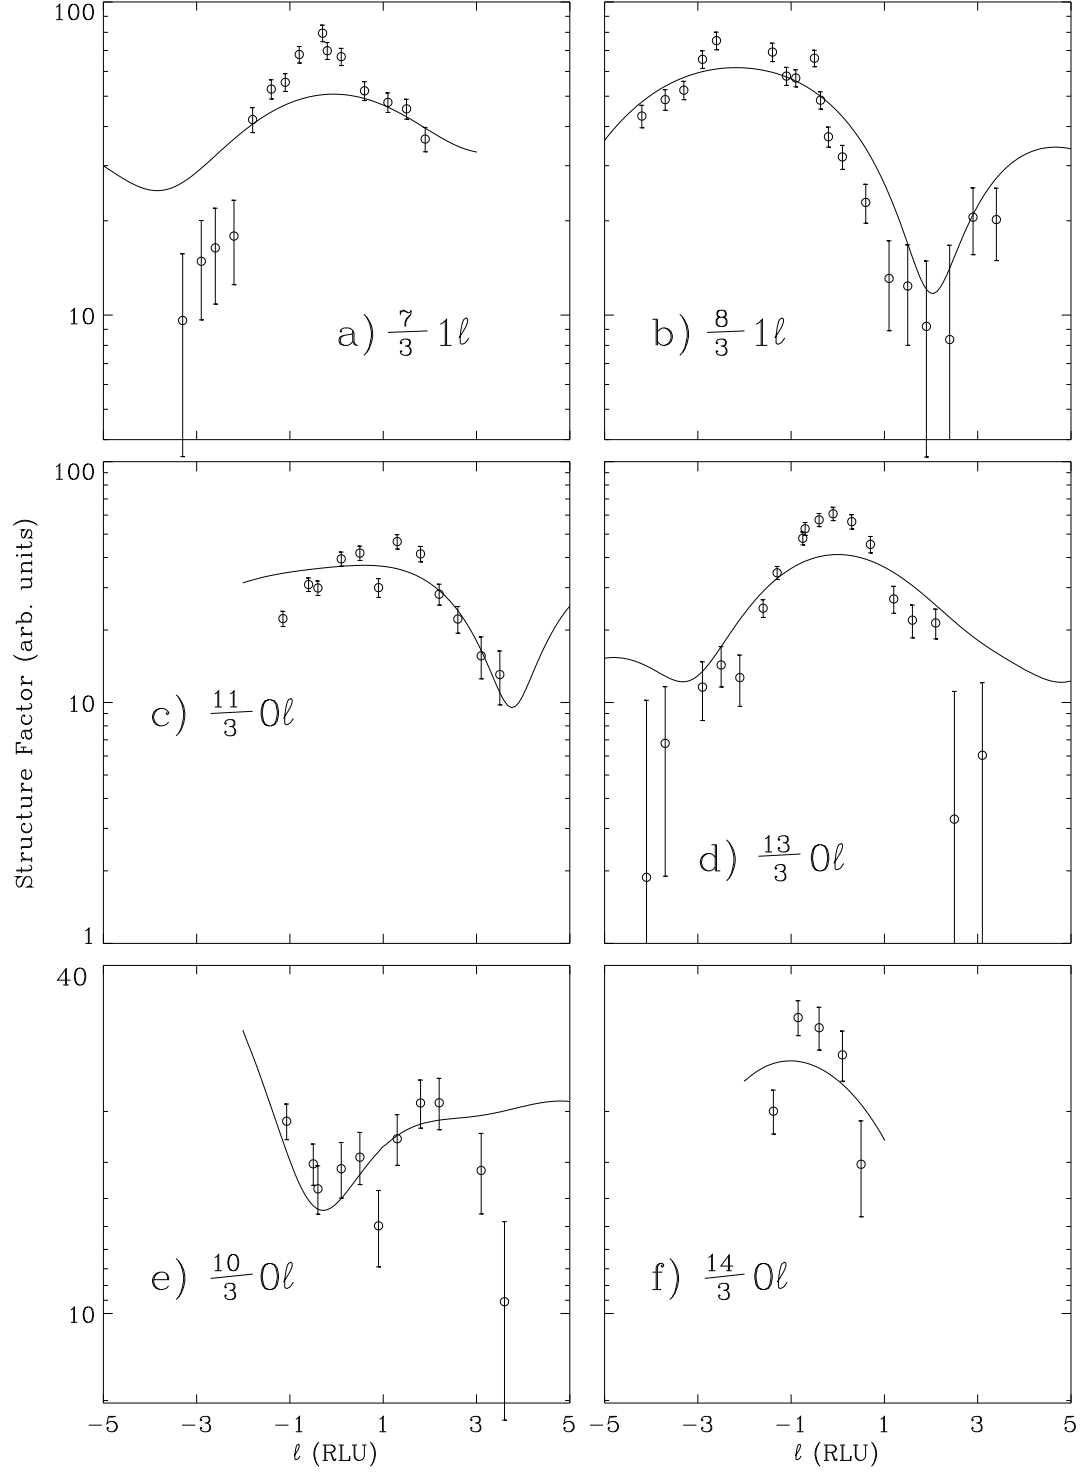 100
10
a) 7/3 1ℓ
b) 8/3 1ℓ
100
10
1
c) 11/3 0ℓ
d) 13/3 0ℓ
Structure Factor (arb. units)
40
10
e) 10/3 0ℓ
f) 14/3 0ℓ
−5 −3 −1 1 3 5
−5 −3 −1 1 3 5
ℓ (RLU)
ℓ (RLU)